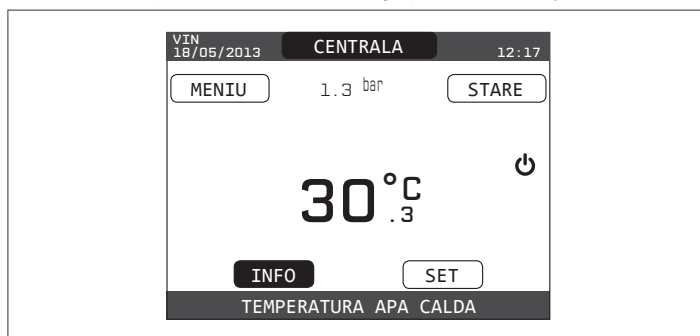 VIN
18/05/2013 CENTRALA 12:17
MENIU 1.3 bar STARE
30.3 °C
INFO SET
TEMPERATURA APA CALDA